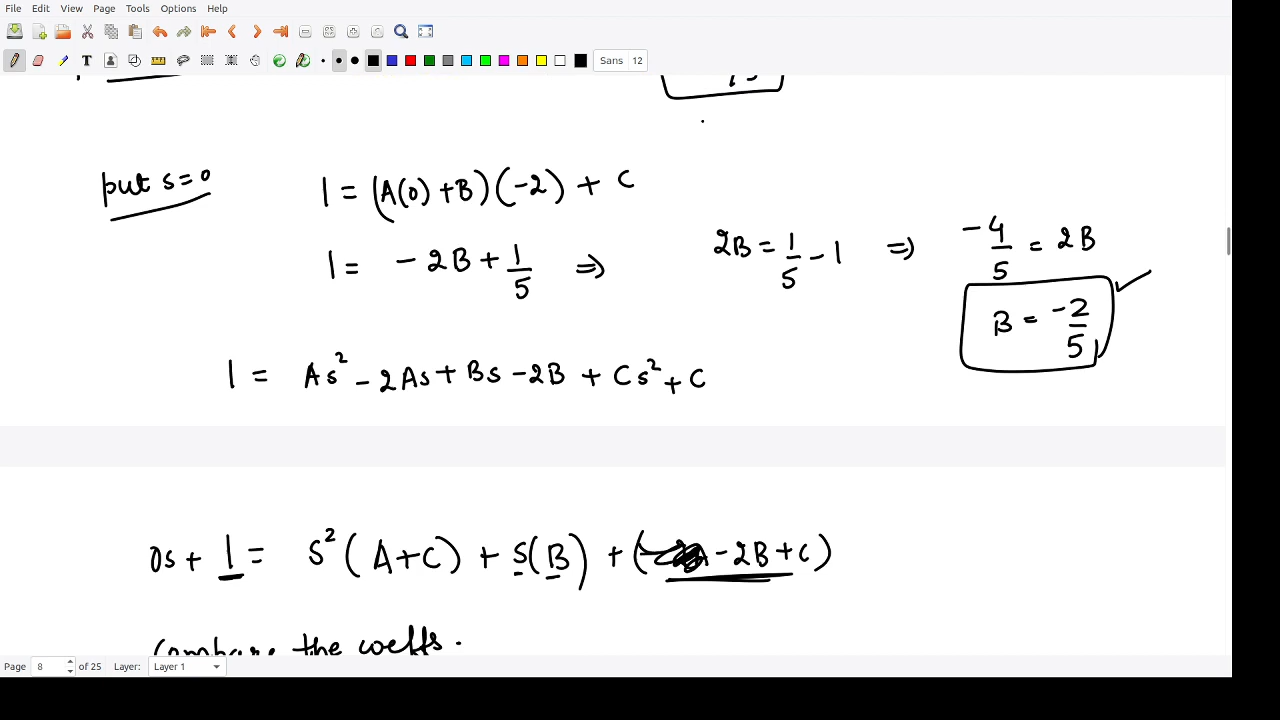 File Edit View Page Tools Options Help
T Sans 12
put s=0 1 = (A(0)+B)(-2) + C
1 = -2B + 1/5 ⇒ 2B = 1/5 - 1 ⇒ -4/5 = 2B
B = -2/5
1 = As² - 2As + Bs - 2B + Cs² + C
0s + 1 = S²(A+C) + s(B) + (-2B+C)
compare the coeffs.
Page 8 of 25 Layer: Layer 1